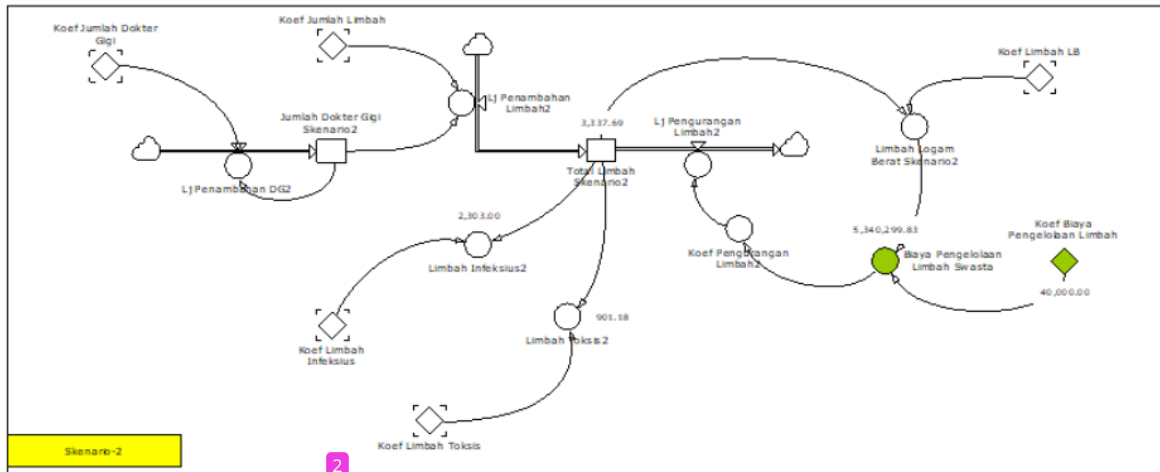 Koef Jumlah Dokter
Gigi
Koef Jumlah Limbah
Koef Limbah LB
Lj Penambahan
Limbah2
Jumlah Dokter Gigi
Skenario2
3,337.69
Lj Pengurangan
Limbah2
Limbah Logam
Berat Skenario2
Lj Penambahan DG2
Total Limbah
Skenario2
2,303.00
Limbah Infeksius2
5,340,299.83
Koef Biaya
Pengelolaan Limbah
Koef Pengurangan
Limbah2
Biaya Pengelolaan
Limbah Swasta
40,000.00
901.18
Limbah Toksis2
Koef Limbah
Infeksius
Koef Limbah Toksis
Skenario-2
2